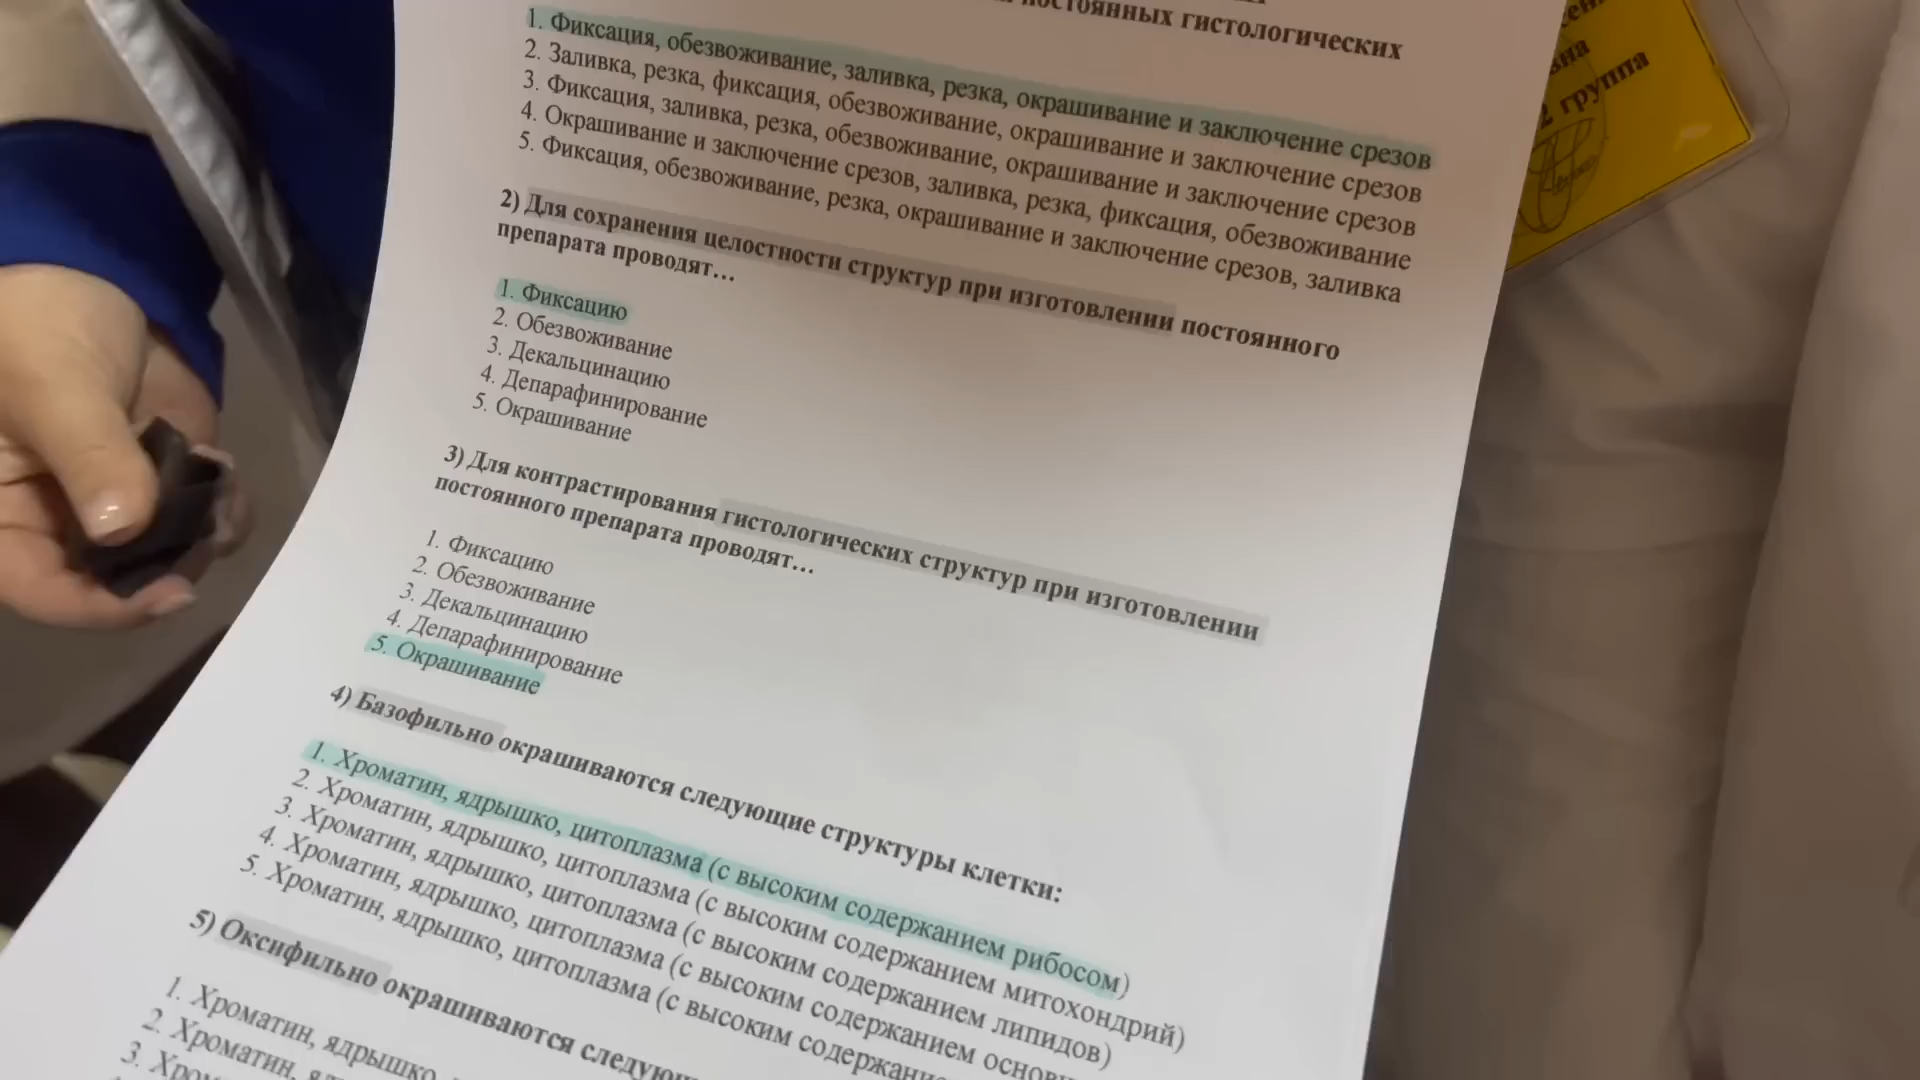 постоянных гистологических
1. Фиксация, обезвоживание, заливка, резка, окрашивание и заключение срезов
2. Заливка, резка, фиксация, обезвоживание, окрашивание и заключение срезов
3. Фиксация, заливка, резка, обезвоживание, окрашивание и заключение срезов
4. Окрашивание и заключение срезов, заливка, резка, фиксация, обезвоживание
5. Фиксация, обезвоживание, резка, окрашивание и заключение срезов, заливка
2) Для сохранения целостности структур при изготовлении постоянного
препарата проводят…
1. Фиксацию
2. Обезвоживание
3. Декальцинацию
4. Депарафинирование
5. Окрашивание
3) Для контрастирования гистологических структур при изготовлении
постоянного препарата проводят…
1. Фиксацию
2. Обезвоживание
3. Декальцинацию
4. Депарафинирование
5. Окрашивание
4) Базофильно окрашиваются следующие структуры клетки:
1. Хроматин, ядрышко, цитоплазма (с высоким содержанием рибосом)
2. Хроматин, ядрышко, цитоплазма (с высоким содержанием митохондрий)
3. Хроматин, ядрышко, цитоплазма (с высоким содержанием липидов)
4. Хроматин, ядрышко, цитоплазма (с высоким содержанием
5. Хроматин, ядрышко, цитоплазма (с высоким
5) Оксифильно окрашиваются
1. Хроматин, ядрышко
2. Хроматин,
3.
2 группа